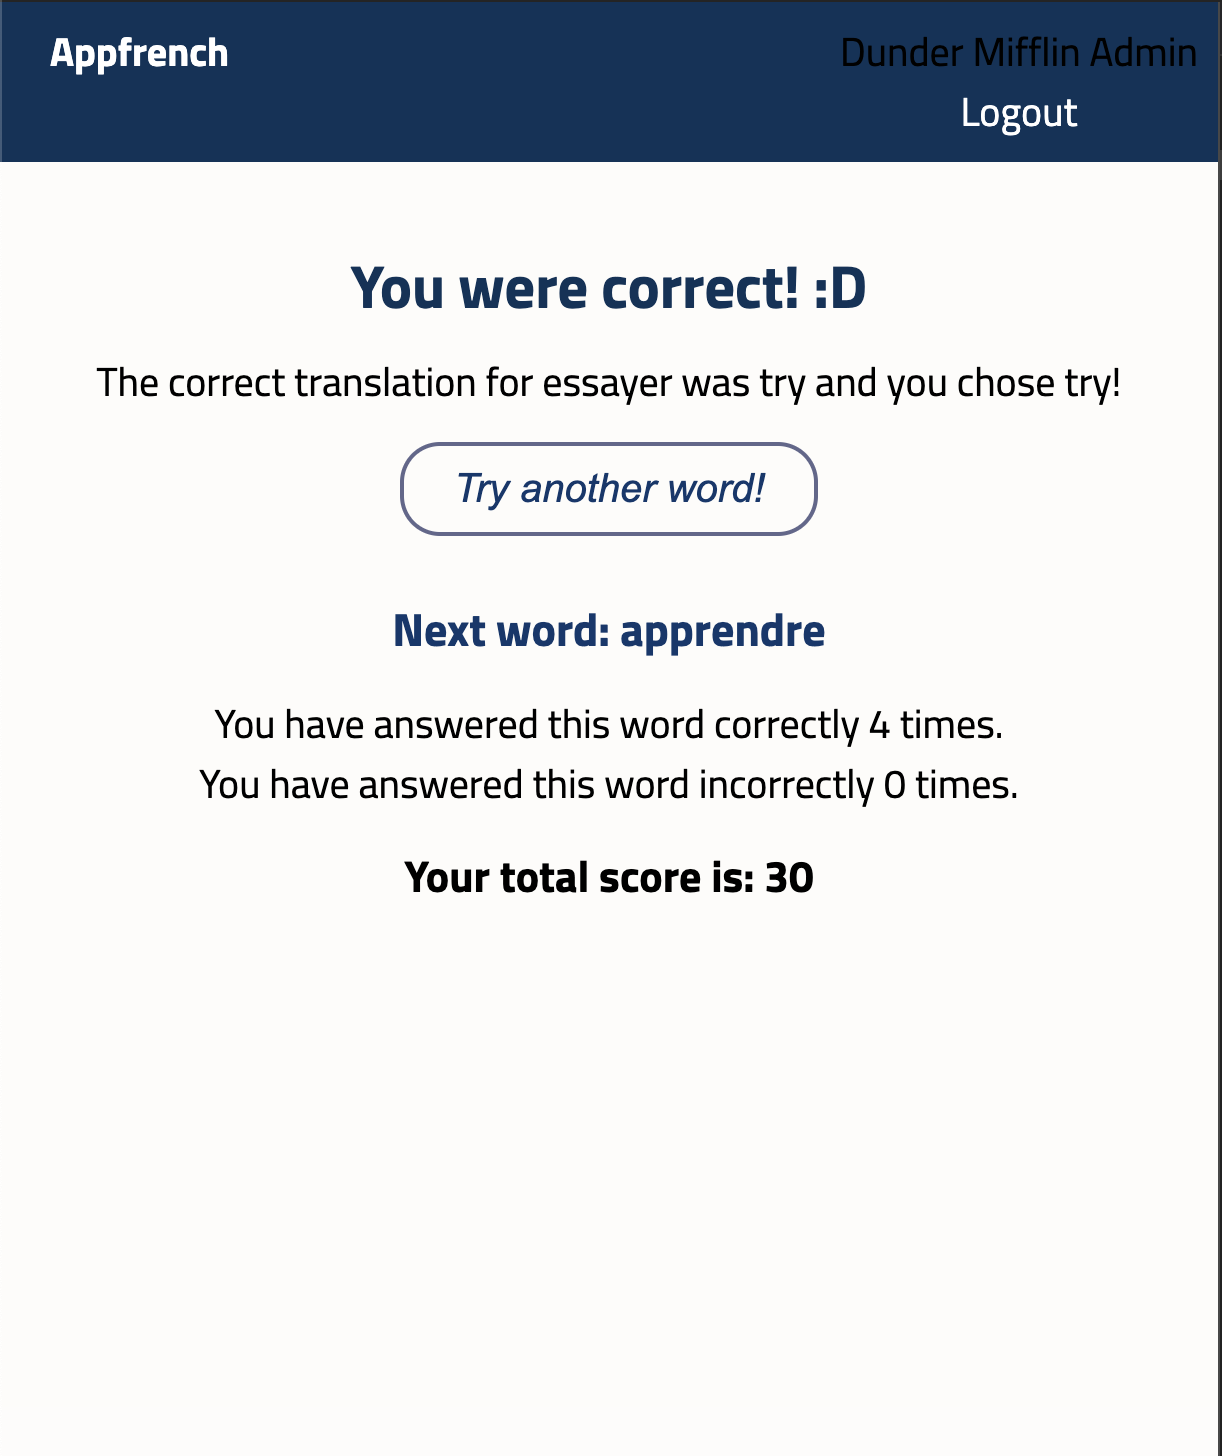 Appfrench
Dunder Mifflin Admin
Logout
You were correct! :D
The correct translation for essayer was try and you chose try!
Try another word!
Next word: apprendre
You have answered this word correctly 4 times.
You have answered this word incorrectly 0 times.
Your total score is: 30